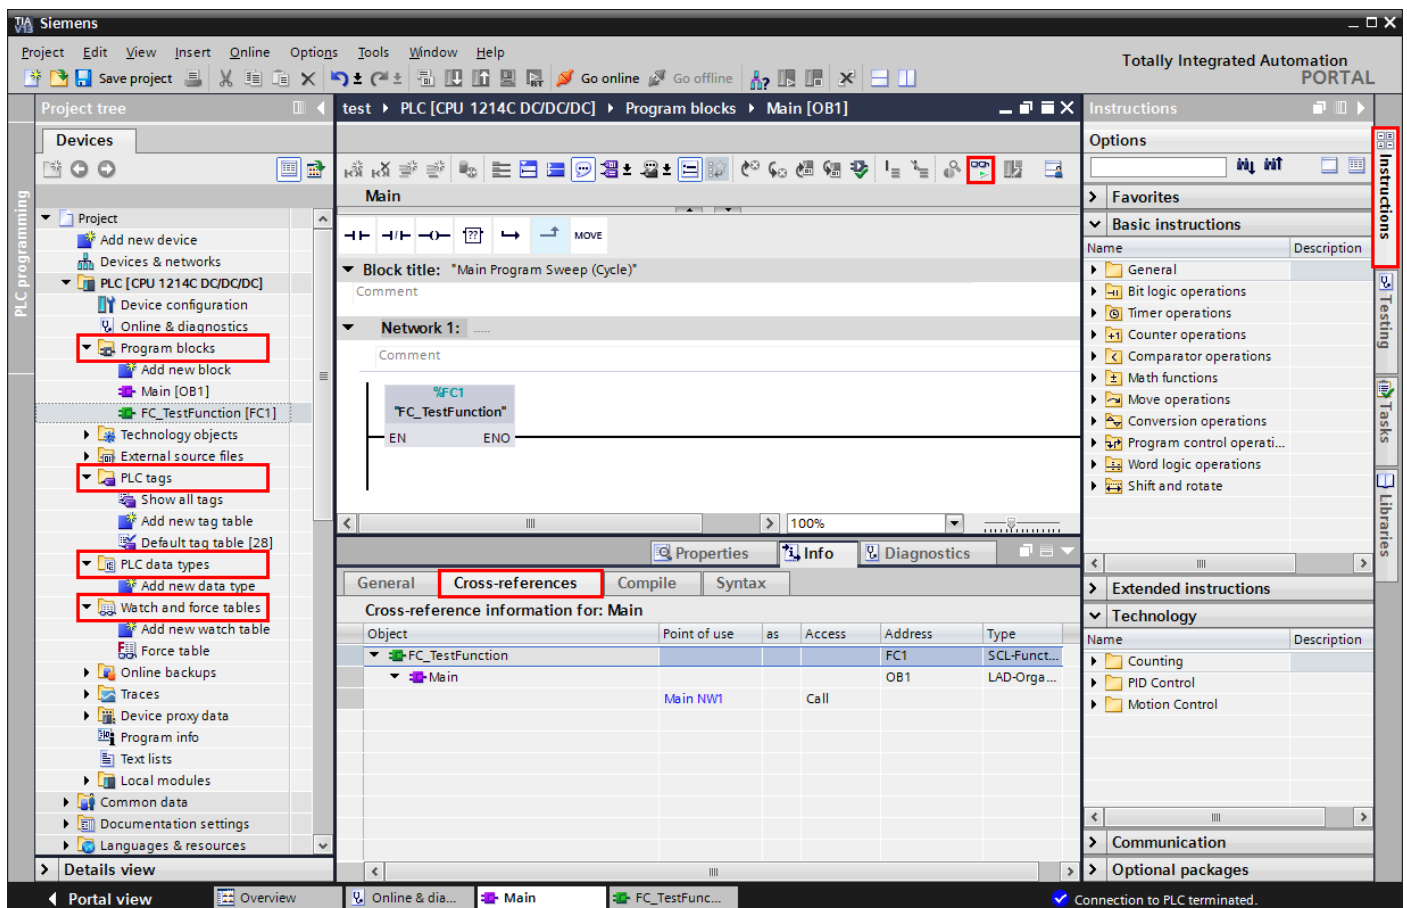 TIA V13 Siemens
Project Edit View Insert Online Options Tools Window Help
Totally Integrated Automation
PORTAL
Save project Go online Go offline
Project tree
Devices
PLC programming
Project
Add new device
Devices & networks
PLC [CPU 1214C DC/DC/DC]
Device configuration
Online & diagnostics
Program blocks
Add new block
Main [OB1]
FC_TestFunction [FC1]
Technology objects
External source files
PLC tags
Show all tags
Add new tag table
Default tag table [28]
PLC data types
Add new data type
Watch and force tables
Add new watch table
Force table
Online backups
Traces
Device proxy data
Program info
Text lists
Local modules
Common data
Documentation settings
Languages & resources
Details view
test PLC [CPU 1214C DC/DC/DC] Program blocks Main [OB1]
Main
?? MOVE
Block title: "Main Program Sweep (Cycle)"
Comment
Network 1: .....
Comment
%FC1
"FC_TestFunction"
EN ENO
100%
Properties Info Diagnostics
General Cross-references Compile Syntax
Cross-reference information for: Main
Object Point of use as Access Address Type
FC_TestFunction FC1 SCL-Funct...
Main OB1 LAD-Orga...
Main NW1 Call
Instructions
Options
Favorites
Basic instructions
Name Description
General
Bit logic operations
Timer operations
Counter operations
Comparator operations
Math functions
Move operations
Conversion operations
Program control operati...
Word logic operations
Shift and rotate
Extended instructions
Technology
Name Description
Counting
PID Control
Motion Control
Communication
Optional packages
Instructions
Testing
Tasks
Libraries
Portal view Overview Online & dia... Main FC_TestFunc... Connection to PLC terminated.